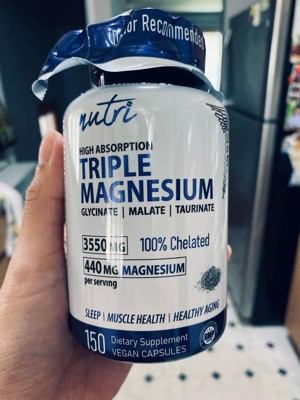 or Recommended
nutri
HIGH ABSORPTION
TRIPLE
MAGNESIUM
GLYCINATE | MALATE | TAURINATE
3550 MG 100% Chelated
440 MG MAGNESIUM
per serving
SLEEP | MUSCLE HEALTH | HEALTHY AGING
150 Dietary Supplement
VEGAN CAPSULES